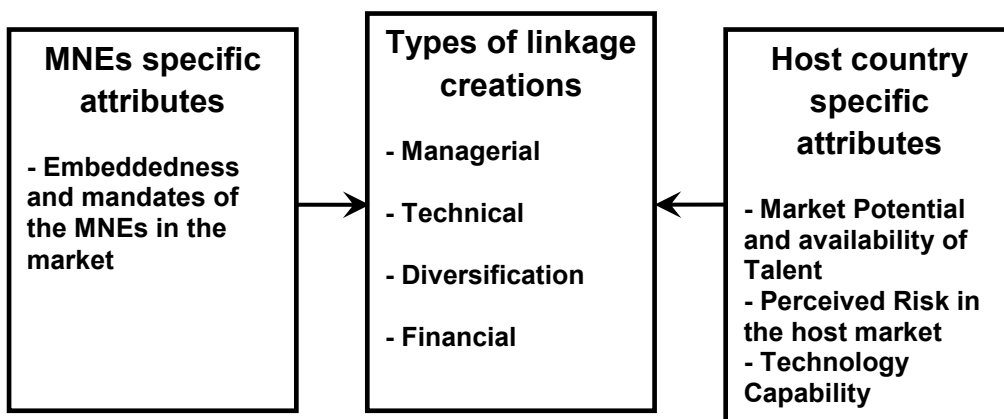 MNEs specific
attributes
- Embeddedness
and mandates of
the MNEs in the
market
Types of linkage
creations
- Managerial
- Technical
- Diversification
- Financial
Host country
specific
attributes
- Market Potential
and availability of
Talent
- Perceived Risk in
the host market
- Technology
Capability